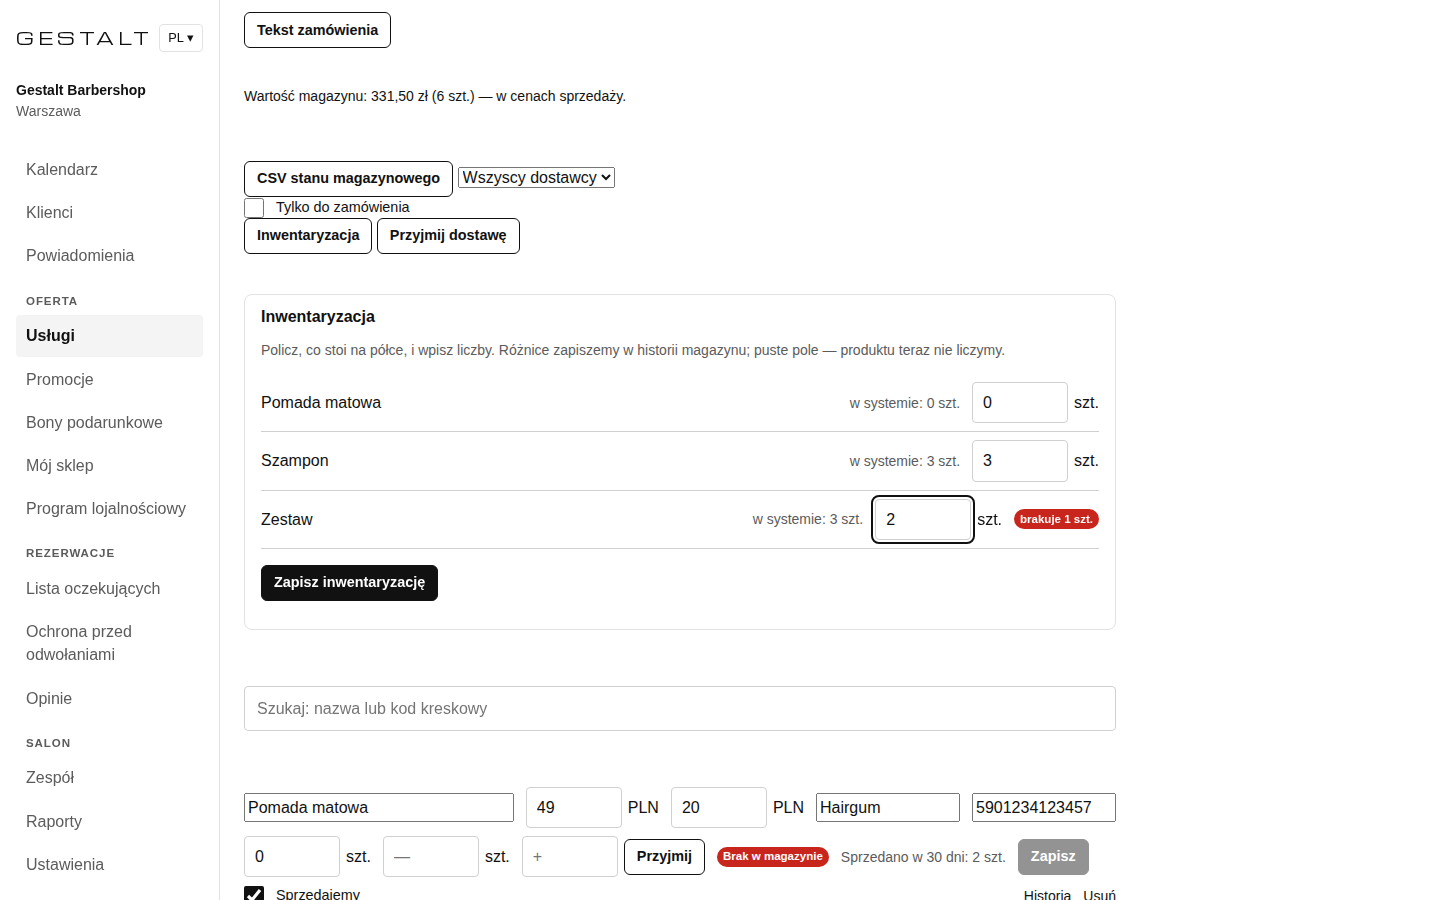 GESTALT
PL ▾
Gestalt Barbershop
Warszawa
Kalendarz
Klienci
Powiadomienia
OFERTA
Usługi
Promocje
Bony podarunkowe
Mój sklep
Program lojalnościowy
REZERWACJE
Lista oczekujących
Ochrona przed
odwołaniami
Opinie
SALON
Zespół
Raporty
Ustawienia
Tekst zamówienia
Wartość magazynu: 331,50 zł (6 szt.) — w cenach sprzedaży.
CSV stanu magazynowego Wszyscy dostawcy
Tylko do zamówienia
Inwentaryzacja Przyjmij dostawę
Inwentaryzacja
Policz, co stoi na półce, i wpisz liczby. Różnice zapiszemy w historii magazynu; puste pole — produktu teraz nie liczymy.
Pomada matowa w systemie: 0 szt. 0 szt.
Szampon w systemie: 3 szt. 3 szt.
Zestaw w systemie: 3 szt. 2 szt. brakuje 1 szt.
Zapisz inwentaryzację
Szukaj: nazwa lub kod kreskowy
Pomada matowa 49 PLN 20 PLN Hairgum 5901234123457
0 szt. — szt. + Przyjmij Brak w magazynie Sprzedano w 30 dni: 2 szt. Zapisz
Sprzedajemy Historia Usuń